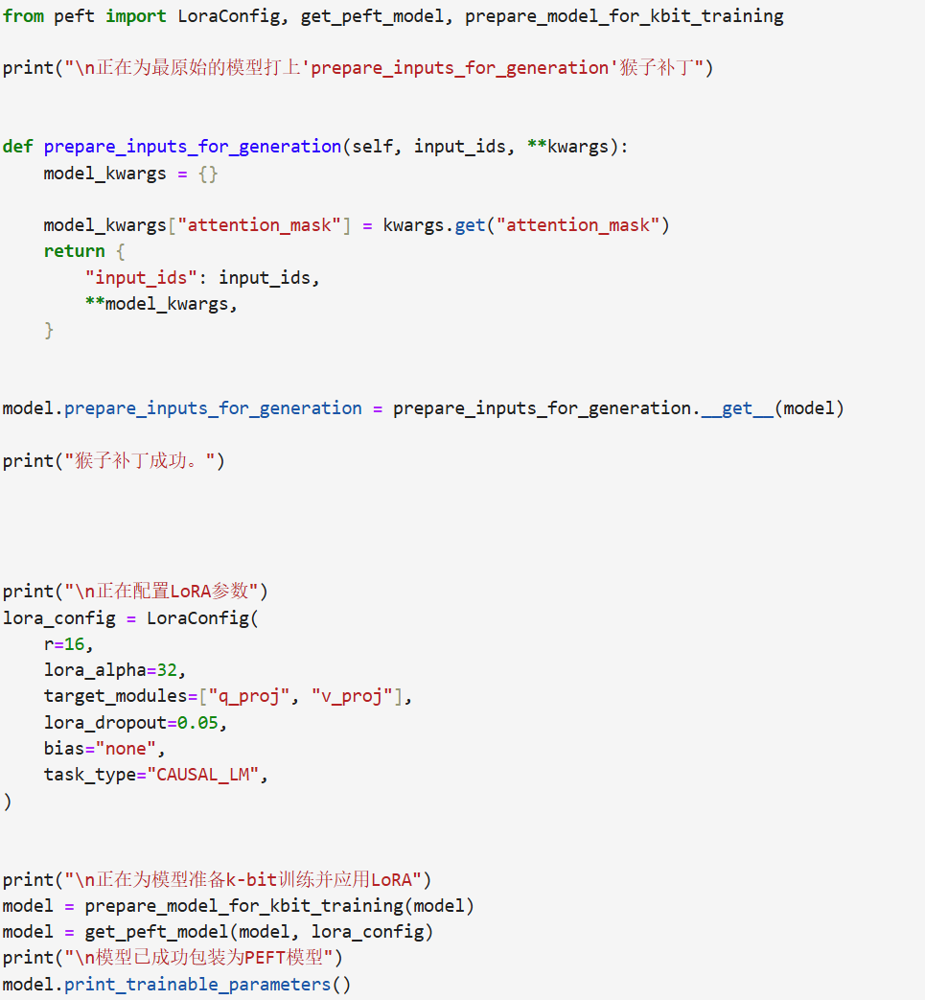 from peft import LoraConfig, get_peft_model, prepare_model_for_kbit_training
print("\n正在为最原始的模型打上'prepare_inputs_for_generation'猴子补丁")
def prepare_inputs_for_generation(self, input_ids, **kwargs):
    model_kwargs = {}
    model_kwargs["attention_mask"] = kwargs.get("attention_mask")
    return {
        "input_ids": input_ids,
        **model_kwargs,
    }
model.prepare_inputs_for_generation = prepare_inputs_for_generation.__get__(model)
print("猴子补丁成功。")
print("\n正在配置LoRA参数")
lora_config = LoraConfig(
    r=16,
    lora_alpha=32,
    target_modules=["q_proj", "v_proj"],
    lora_dropout=0.05,
    bias="none",
    task_type="CAUSAL_LM",
)
print("\n正在为模型准备k-bit训练并应用LoRA")
model = prepare_model_for_kbit_training(model)
model = get_peft_model(model, lora_config)
print("\n模型已成功包装为PEFT模型")
model.print_trainable_parameters()